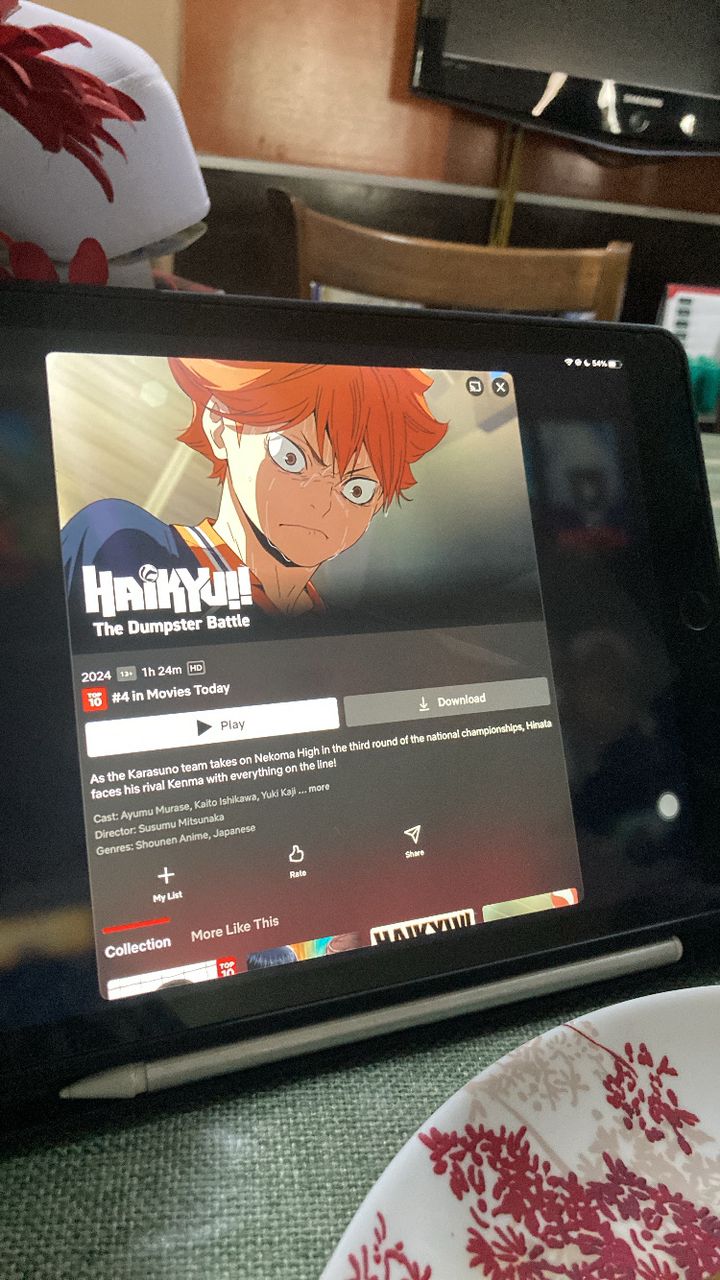 SAMSUNG
54%
HAIKYU!!
The Dumpster Battle
2024 13+ 1h 24m HD
TOP 10 #4 in Movies Today
Play
Download
As the Karasuno team takes on Nekoma High in the third round of the national championships, Hinata
faces his rival Kenma with everything on the line!
Cast: Ayumu Murase, Kaito Ishikawa, Yuki Kaji ... more
Director: Susumu Mitsunaka
Genres: Shounen Anime, Japanese
My List
Rate
Share
Collection
More Like This
TOP 10
HAIKYU!!